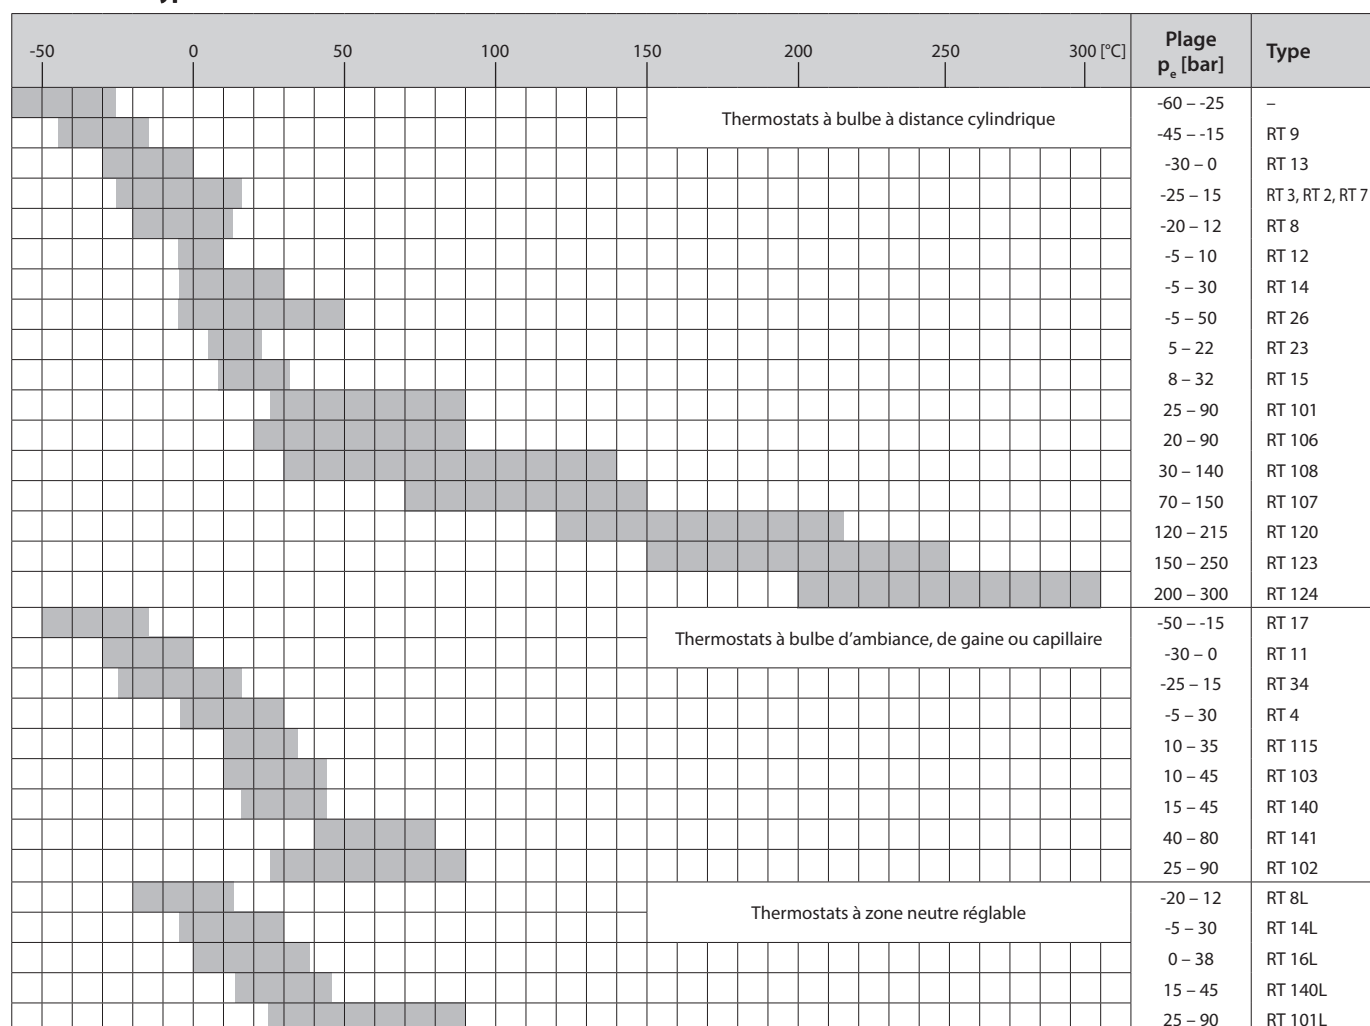 -50 0 50 100 150 200 250 300 [°C] Plage pₑ [bar] Type
Thermostats à bulbe à distance cylindrique
-60 – -25 –
-45 – -15 RT 9
-30 – 0 RT 13
-25 – 15 RT 3, RT 2, RT 7
-20 – 12 RT 8
-5 – 10 RT 12
-5 – 30 RT 14
-5 – 50 RT 26
5 – 22 RT 23
8 – 32 RT 15
25 – 90 RT 101
20 – 90 RT 106
30 – 140 RT 108
70 – 150 RT 107
120 – 215 RT 120
150 – 250 RT 123
200 – 300 RT 124
Thermostats à bulbe d’ambiance, de gaine ou capillaire
-50 – -15 RT 17
-30 – 0 RT 11
-25 – 15 RT 34
-5 – 30 RT 4
10 – 35 RT 115
10 – 45 RT 103
15 – 45 RT 140
40 – 80 RT 141
25 – 90 RT 102
Thermostats à zone neutre réglable
-20 – 12 RT 8L
-5 – 30 RT 14L
0 – 38 RT 16L
15 – 45 RT 140L
25 – 90 RT 101L